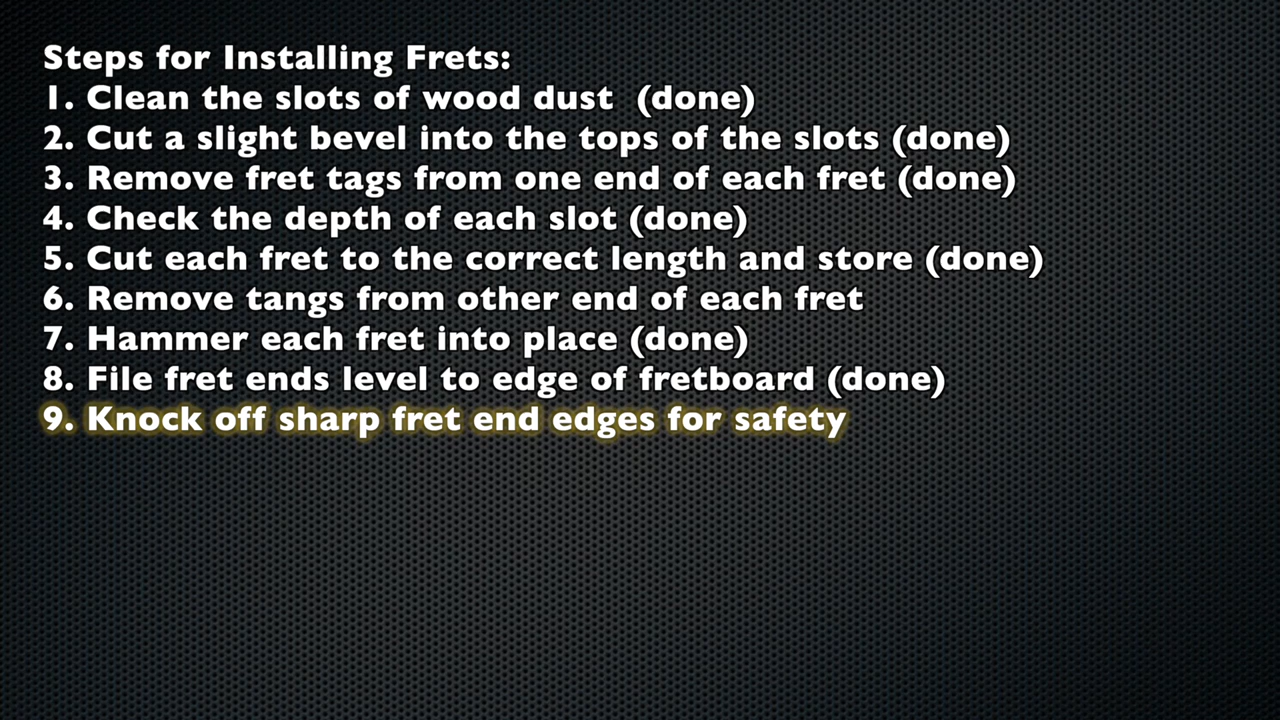 Steps for Installing Frets:
1. Clean the slots of wood dust  (done)
2. Cut a slight bevel into the tops of the slots (done)
3. Remove fret tags from one end of each fret (done)
4. Check the depth of each slot (done)
5. Cut each fret to the correct length and store (done)
6. Remove tangs from other end of each fret
7. Hammer each fret into place (done)
8. File fret ends level to edge of fretboard (done)
9. Knock off sharp fret end edges for safety